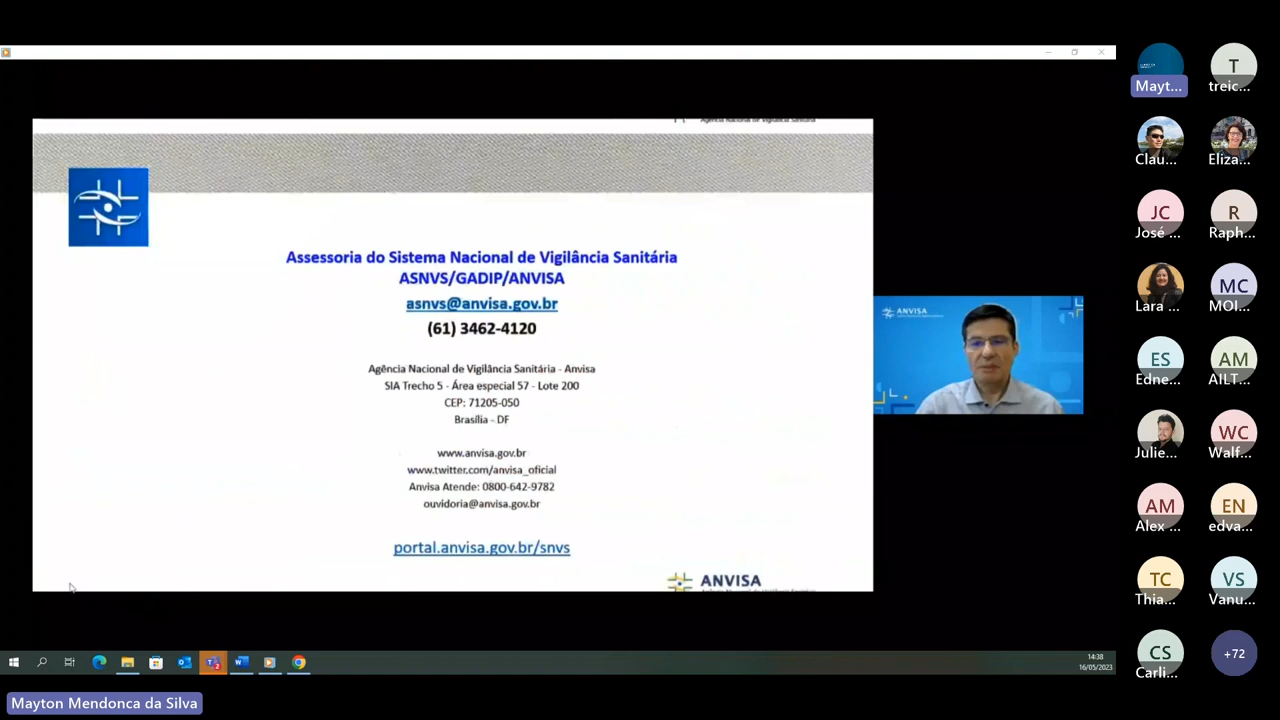 Assessoria do Sistema Nacional de Vigilância Sanitária
ASNVS/GADIP/ANVISA
asnvs@anvisa.gov.br
(61) 3462-4120
Agência Nacional de Vigilância Sanitária - Anvisa
SIA Trecho 5 - Área especial 57 - Lote 200
CEP: 71205-050
Brasília - DF
www.anvisa.gov.br
www.twitter.com/anvisa_oficial
Anvisa Atende: 0800-642-9782
ouvidoria@anvisa.gov.br
portal.anvisa.gov.br/snvs
ANVISA
ANVISA
Mayt...
T
treic...
Clau...
Eliza...
JC
José ...
R
Raph...
Lara ...
MC
MOI...
ES
Edne...
AM
AILT...
Julie...
WC
Walf...
AM
Alex ...
EN
edva...
TC
Thia...
VS
Vanu...
CS
Carli...
+72
14:38
16/05/2023
Mayton Mendonca da Silva